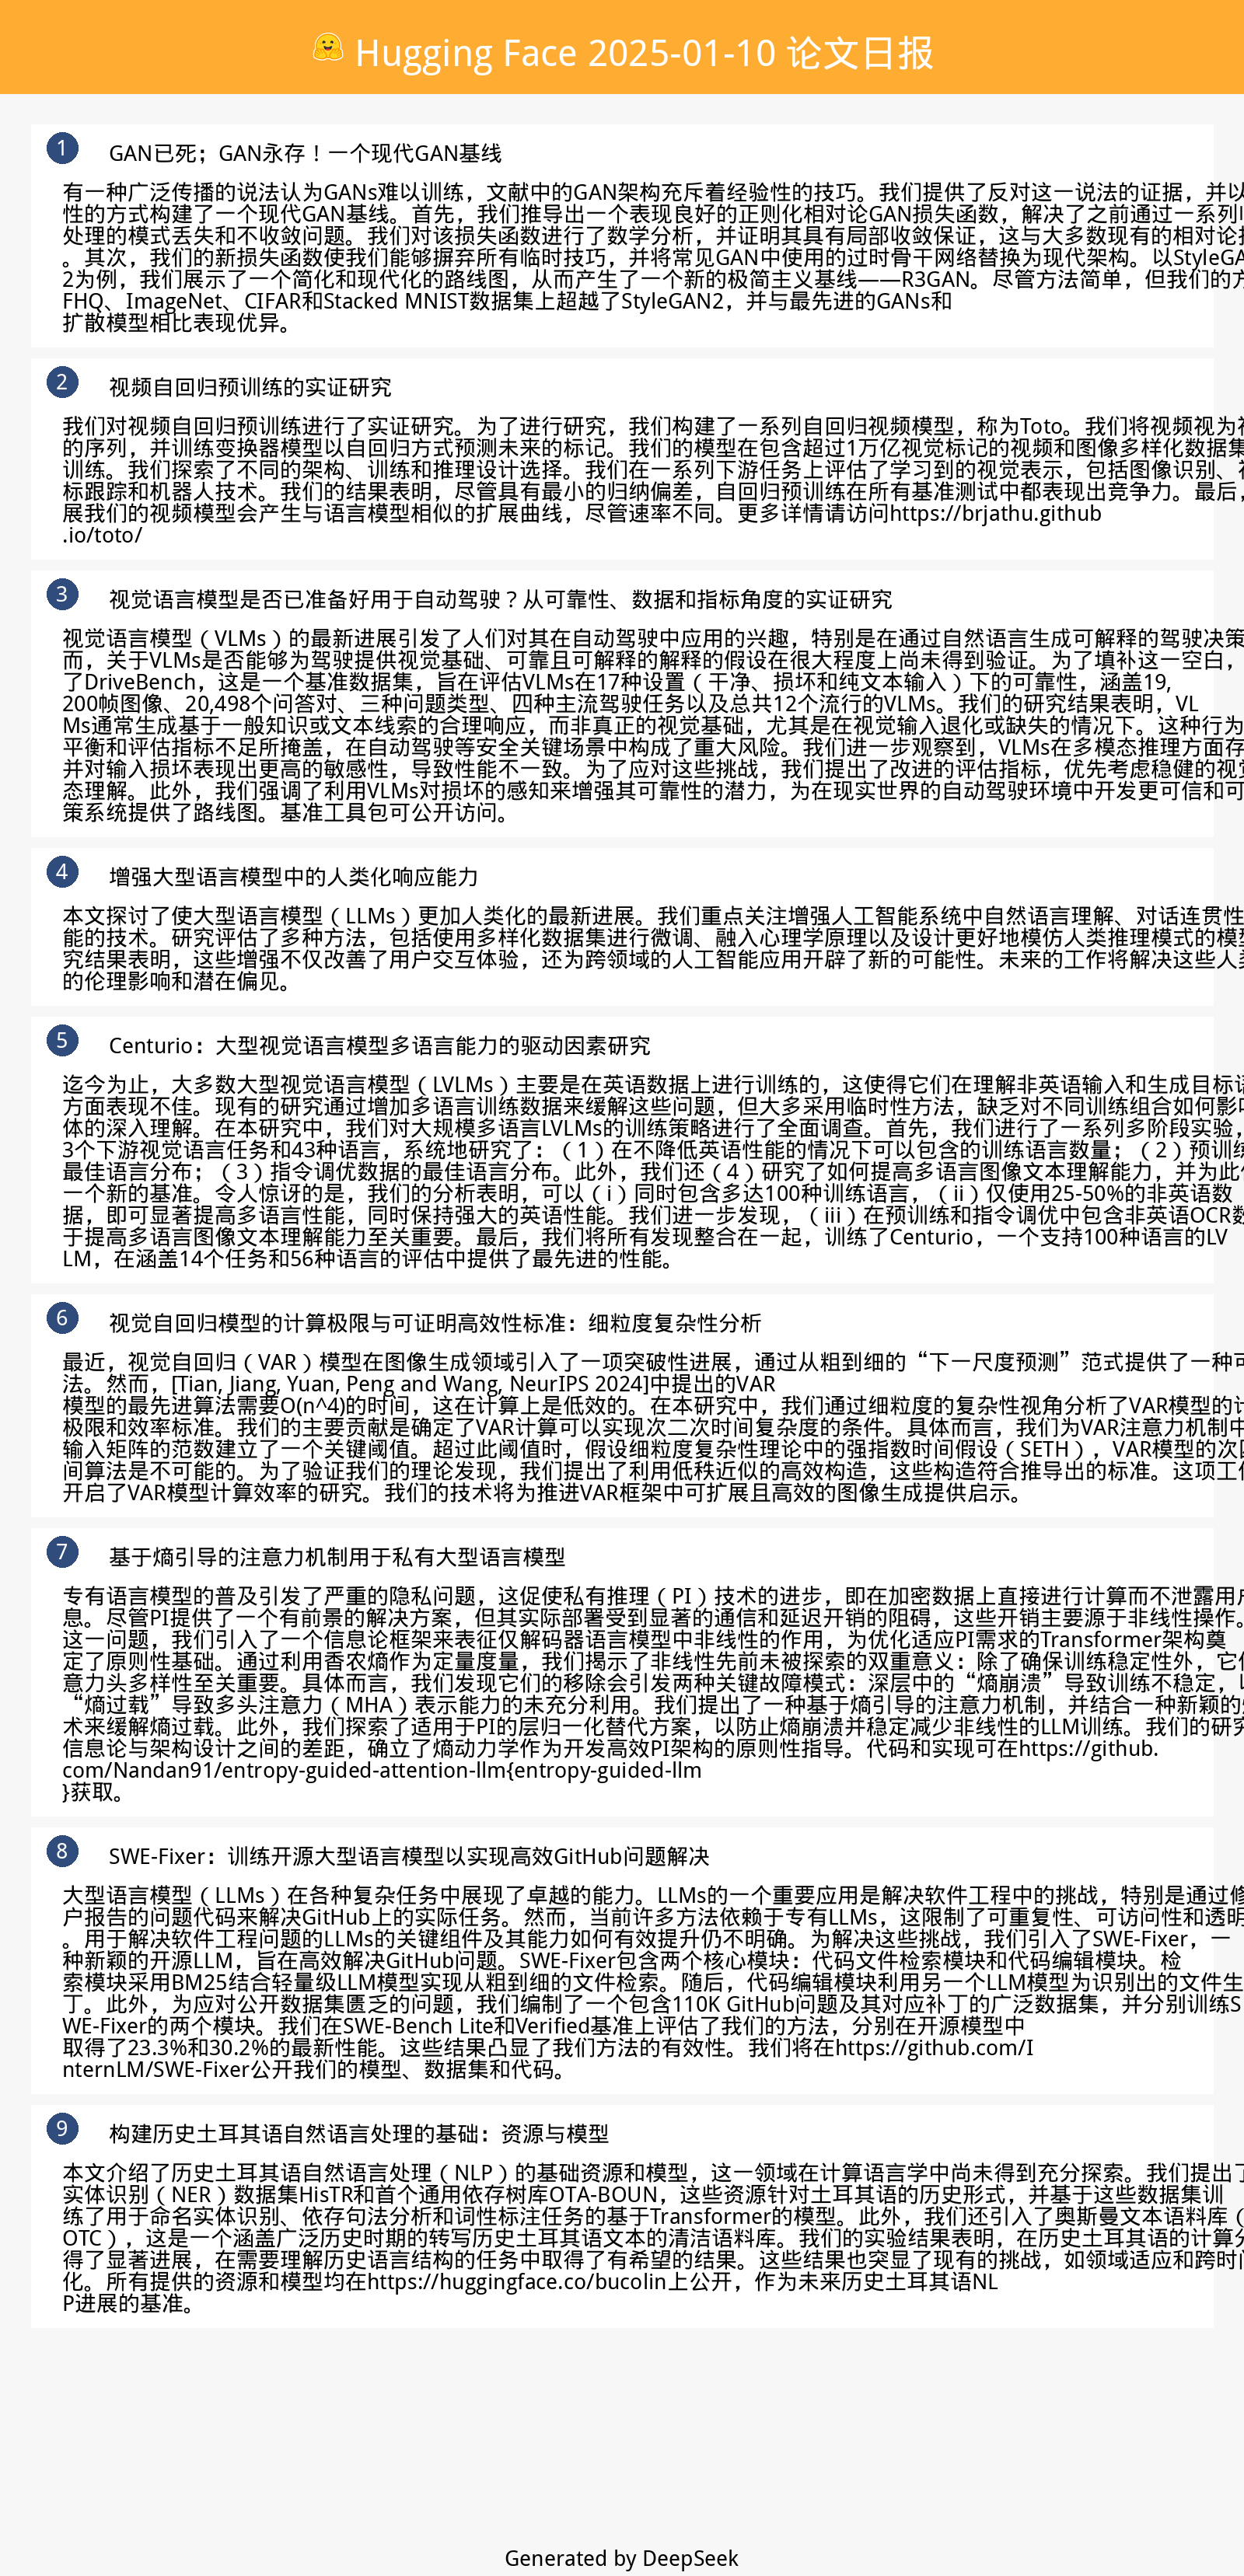 Hugging Face 2025-01-10 论文日报
1
GAN已死；GAN永存！一个现代GAN基线
有一种广泛传播的说法认为GANs难以训练，文献中的GAN架构充斥着经验性的技巧。我们提供了反对这一说法的证据，并以
性的方式构建了一个现代GAN基线。首先，我们推导出一个表现良好的正则化相对论GAN损失函数，解决了之前通过一系列
处理的模式丢失和不收敛问题。我们对该损失函数进行了数学分析，并证明其具有局部收敛保证，这与大多数现有的相对论
。其次，我们的新损失函数使我们能够摒弃所有临时技巧，并将常见GAN中使用的过时骨干网络替换为现代架构。以StyleGA
2为例，我们展示了一个简化和现代化的路线图，从而产生了一个新的极简主义基线——R3GAN。尽管方法简单，但我们的方
FHQ、ImageNet、CIFAR和Stacked MNIST数据集上超越了StyleGAN2，并与最先进的GANs和
扩散模型相比表现优异。
2
视频自回归预训练的实证研究
我们对视频自回归预训练进行了实证研究。为了进行研究，我们构建了一系列自回归视频模型，称为Toto。我们将视频视为
的序列，并训练变换器模型以自回归方式预测未来的标记。我们的模型在包含超过1万亿视觉标记的视频和图像多样化数据集
训练。我们探索了不同的架构、训练和推理设计选择。我们在一系列下游任务上评估了学习到的视觉表示，包括图像识别、
标跟踪和机器人技术。我们的结果表明，尽管具有最小的归纳偏差，自回归预训练在所有基准测试中都表现出竞争力。最后，
展我们的视频模型会产生与语言模型相似的扩展曲线，尽管速率不同。更多详情请访问https://brjathu.github
.io/toto/
3
视觉语言模型是否已准备好用于自动驾驶？从可靠性、数据和指标角度的实证研究
视觉语言模型（VLMs）的最新进展引发了人们对其在自动驾驶中应用的兴趣，特别是在通过自然语言生成可解释的驾驶决策
而，关于VLMs是否能够为驾驶提供视觉基础、可靠且可解释的解释的假设在很大程度上尚未得到验证。为了填补这一空白，
了DriveBench，这是一个基准数据集，旨在评估VLMs在17种设置（干净、损坏和纯文本输入）下的可靠性，涵盖19,
200帧图像、20,498个问答对、三种问题类型、四种主流驾驶任务以及总共12个流行的VLMs。我们的研究结果表明，VL
Ms通常生成基于一般知识或文本线索的合理响应，而非真正的视觉基础，尤其是在视觉输入退化或缺失的情况下。这种行为
平衡和评估指标不足所掩盖，在自动驾驶等安全关键场景中构成了重大风险。我们进一步观察到，VLMs在多模态推理方面存
并对输入损坏表现出更高的敏感性，导致性能不一致。为了应对这些挑战，我们提出了改进的评估指标，优先考虑稳健的视觉
态理解。此外，我们强调了利用VLMs对损坏的感知来增强其可靠性的潜力，为在现实世界的自动驾驶环境中开发更可信和可
策系统提供了路线图。基准工具包可公开访问。
4
增强大型语言模型中的人类化响应能力
本文探讨了使大型语言模型（LLMs）更加人类化的最新进展。我们重点关注增强人工智能系统中自然语言理解、对话连贯性
能的技术。研究评估了多种方法，包括使用多样化数据集进行微调、融入心理学原理以及设计更好地模仿人类推理模式的模型
究结果表明，这些增强不仅改善了用户交互体验，还为跨领域的人工智能应用开辟了新的可能性。未来的工作将解决这些人类
的伦理影响和潜在偏见。
5
Centurio：大型视觉语言模型多语言能力的驱动因素研究
迄今为止，大多数大型视觉语言模型（LVLMs）主要是在英语数据上进行训练的，这使得它们在理解非英语输入和生成目标语
方面表现不佳。现有的研究通过增加多语言训练数据来缓解这些问题，但大多采用临时性方法，缺乏对不同训练组合如何影响
体的深入理解。在本研究中，我们对大规模多语言LVLMs的训练策略进行了全面调查。首先，我们进行了一系列多阶段实验，
3个下游视觉语言任务和43种语言，系统地研究了：（1）在不降低英语性能的情况下可以包含的训练语言数量；（2）预训练
最佳语言分布；（3）指令调优数据的最佳语言分布。此外，我们还（4）研究了如何提高多语言图像文本理解能力，并为此
一个新的基准。令人惊讶的是，我们的分析表明，可以（i）同时包含多达100种训练语言，（ii）仅使用25-50%的非英语数
据，即可显著提高多语言性能，同时保持强大的英语性能。我们进一步发现，（iii）在预训练和指令调优中包含非英语OCR数
于提高多语言图像文本理解能力至关重要。最后，我们将所有发现整合在一起，训练了Centurio，一个支持100种语言的LV
LM，在涵盖14个任务和56种语言的评估中提供了最先进的性能。
6
视觉自回归模型的计算极限与可证明高效性标准：细粒度复杂性分析
最近，视觉自回归（VAR）模型在图像生成领域引入了一项突破性进展，通过从粗到细的“下一尺度预测”范式提供了一种可
法。然而，[Tian, Jiang, Yuan, Peng and Wang, NeurIPS 2024]中提出的VAR
模型的最先进算法需要O(n^4)的时间，这在计算上是低效的。在本研究中，我们通过细粒度的复杂性视角分析了VAR模型的计
极限和效率标准。我们的主要贡献是确定了VAR计算可以实现次二次时间复杂度的条件。具体而言，我们为VAR注意力机制中
输入矩阵的范数建立了一个关键阈值。超过此阈值时，假设细粒度复杂性理论中的强指数时间假设（SETH），VAR模型的次四
间算法是不可能的。为了验证我们的理论发现，我们提出了利用低秩近似的高效构造，这些构造符合推导出的标准。这项工作
开启了VAR模型计算效率的研究。我们的技术将为推进VAR框架中可扩展且高效的图像生成提供启示。
7
基于熵引导的注意力机制用于私有大型语言模型
专有语言模型的普及引发了严重的隐私问题，这促使私有推理（PI）技术的进步，即在加密数据上直接进行计算而不泄露用户
息。尽管PI提供了一个有前景的解决方案，但其实际部署受到显著的通信和延迟开销的阻碍，这些开销主要源于非线性操作。
这一问题，我们引入了一个信息论框架来表征仅解码器语言模型中非线性的作用，为优化适应PI需求的Transformer架构奠
定了原则性基础。通过利用香农熵作为定量度量，我们揭示了非线性先前未被探索的双重意义：除了确保训练稳定性外，它
意力头多样性至关重要。具体而言，我们发现它们的移除会引发两种关键故障模式：深层中的“熵崩溃”导致训练不稳定，以
“熵过载”导致多头注意力（MHA）表示能力的未充分利用。我们提出了一种基于熵引导的注意力机制，并结合一种新颖的
术来缓解熵过载。此外，我们探索了适用于PI的层归一化替代方案，以防止熵崩溃并稳定减少非线性的LLM训练。我们的研究
信息论与架构设计之间的差距，确立了熵动力学作为开发高效PI架构的原则性指导。代码和实现可在https://github.
com/Nandan91/entropy-guided-attention-llm{entropy-guided-llm
}获取。
8
SWE-Fixer：训练开源大型语言模型以实现高效GitHub问题解决
大型语言模型（LLMs）在各种复杂任务中展现了卓越的能力。LLMs的一个重要应用是解决软件工程中的挑战，特别是通过修
户报告的问题代码来解决GitHub上的实际任务。然而，当前许多方法依赖于专有LLMs，这限制了可重复性、可访问性和透明
。用于解决软件工程问题的LLMs的关键组件及其能力如何有效提升仍不明确。为解决这些挑战，我们引入了SWE-Fixer，一
种新颖的开源LLM，旨在高效解决GitHub问题。SWE-Fixer包含两个核心模块：代码文件检索模块和代码编辑模块。检
索模块采用BM25结合轻量级LLM模型实现从粗到细的文件检索。随后，代码编辑模块利用另一个LLM模型为识别出的文件生
丁。此外，为应对公开数据集匮乏的问题，我们编制了一个包含110K GitHub问题及其对应补丁的广泛数据集，并分别训练S
WE-Fixer的两个模块。我们在SWE-Bench Lite和Verified基准上评估了我们的方法，分别在开源模型中
取得了23.3%和30.2%的最新性能。这些结果凸显了我们方法的有效性。我们将在https://github.com/I
nternLM/SWE-Fixer公开我们的模型、数据集和代码。
9
构建历史土耳其语自然语言处理的基础：资源与模型
本文介绍了历史土耳其语自然语言处理（NLP）的基础资源和模型，这一领域在计算语言学中尚未得到充分探索。我们提出了
实体识别（NER）数据集HisTR和首个通用依存树库OTA-BOUN，这些资源针对土耳其语的历史形式，并基于这些数据集训
练了用于命名实体识别、依存句法分析和词性标注任务的基于Transformer的模型。此外，我们还引入了奥斯曼文本语料库（
OTC），这是一个涵盖广泛历史时期的转写历史土耳其语文本的清洁语料库。我们的实验结果表明，在历史土耳其语的计算分
得了显著进展，在需要理解历史语言结构的任务中取得了有希望的结果。这些结果也突显了现有的挑战，如领域适应和跨时间
化。所有提供的资源和模型均在https://huggingface.co/bucolin上公开，作为未来历史土耳其语NL
P进展的基准。
Generated by DeepSeek